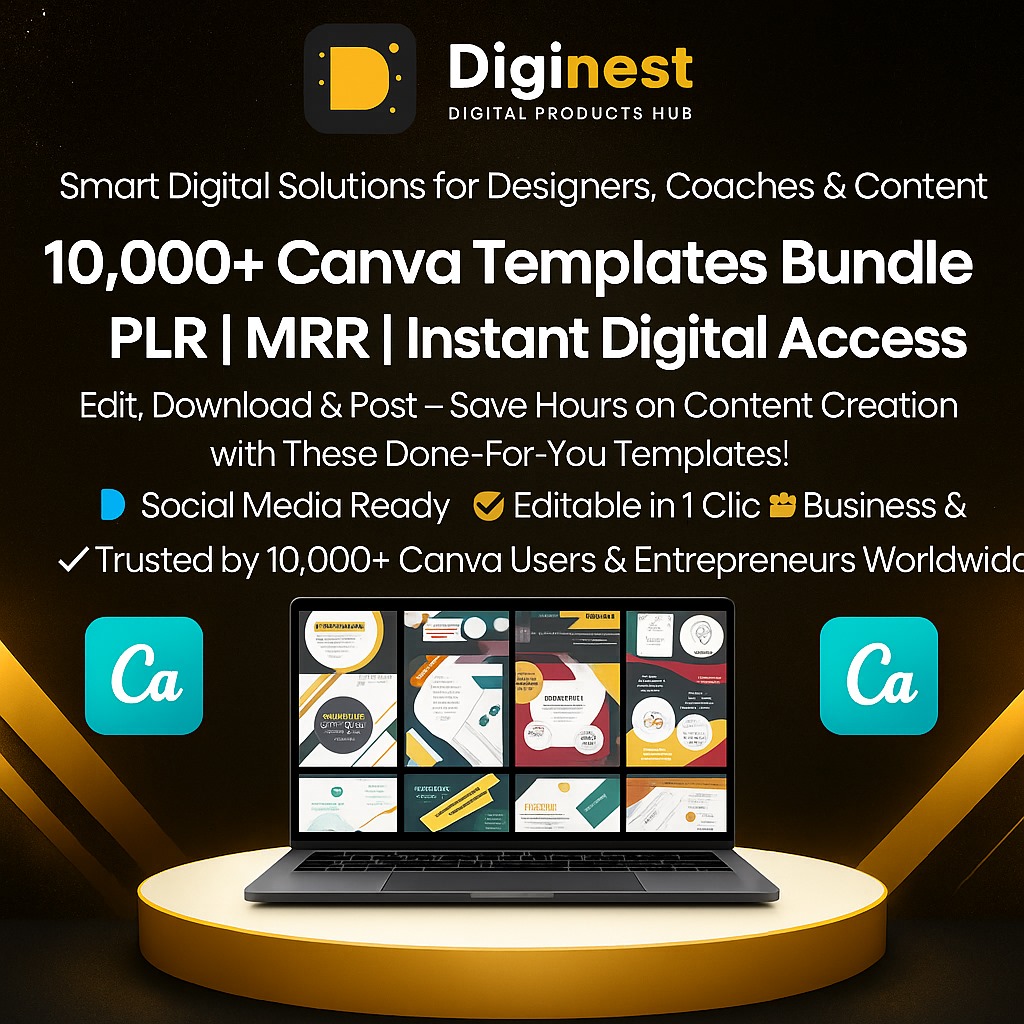 Diginest
DIGITAL PRODUCTS HUB
Smart Digital Solutions for Designers, Coaches & Content
10,000+ Canva Templates Bundle
PLR | MRR | Instant Digital Access
Edit, Download & Post – Save Hours on Content Creation
with These Done-For-You Templates!
Social Media Ready Editable in 1 Clic Business &
Trusted by 10,000+ Canva Users & Entrepreneurs Worldwide
Ca
Ca